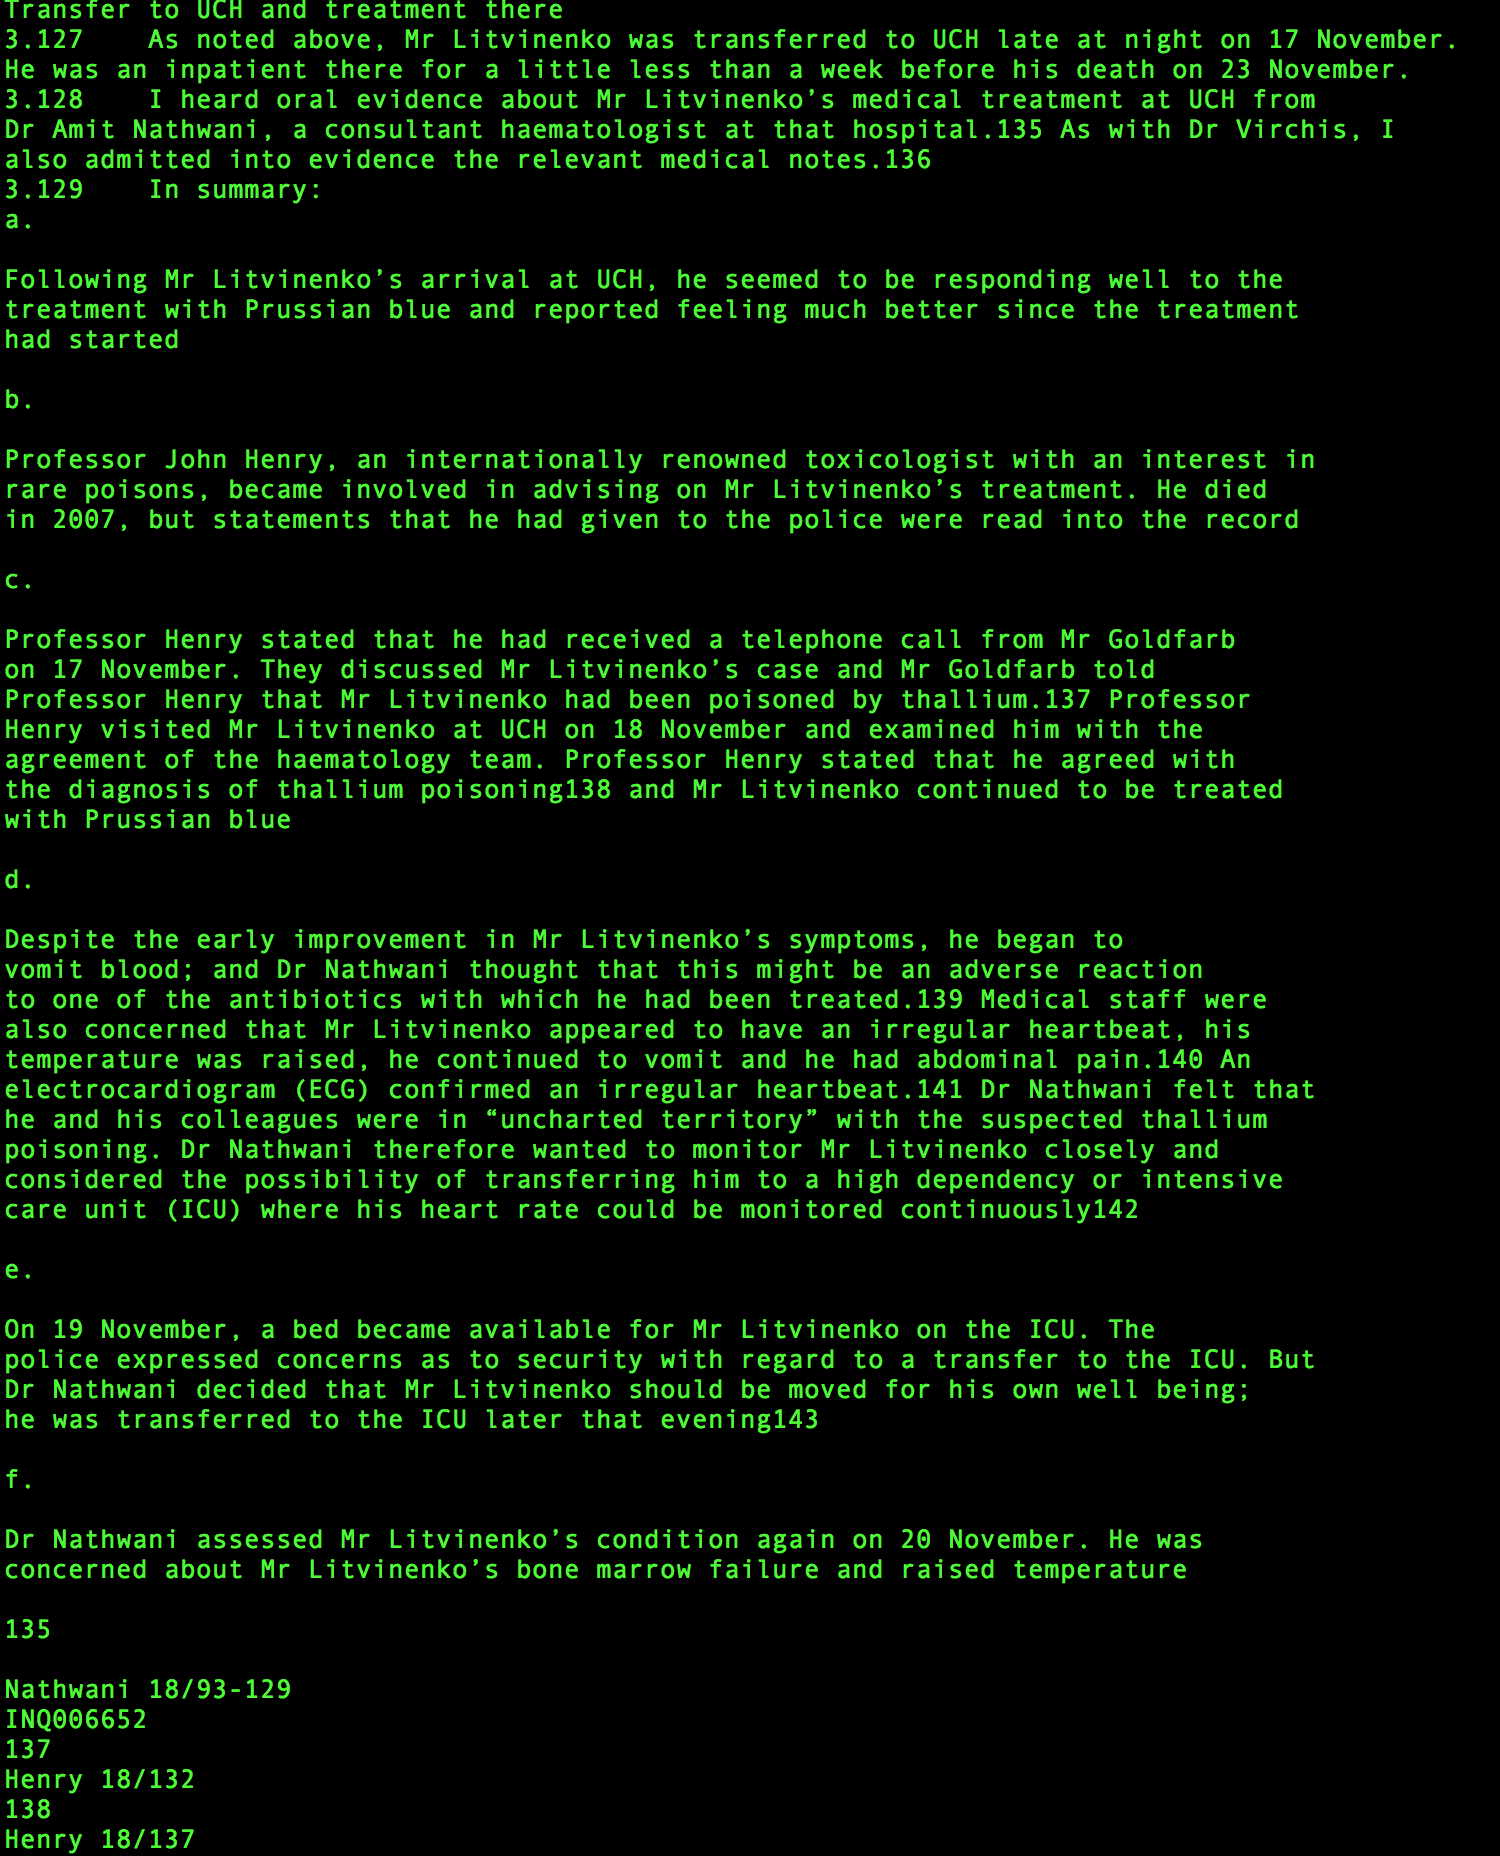 Transfer to UCH and treatment there
3.127    As noted above, Mr Litvinenko was transferred to UCH late at night on 17 November.
He was an inpatient there for a little less than a week before his death on 23 November.
3.128    I heard oral evidence about Mr Litvinenko’s medical treatment at UCH from
Dr Amit Nathwani, a consultant haematologist at that hospital.135 As with Dr Virchis, I
also admitted into evidence the relevant medical notes.136
3.129    In summary:
a.

Following Mr Litvinenko’s arrival at UCH, he seemed to be responding well to the
treatment with Prussian blue and reported feeling much better since the treatment
had started

b.

Professor John Henry, an internationally renowned toxicologist with an interest in
rare poisons, became involved in advising on Mr Litvinenko’s treatment. He died
in 2007, but statements that he had given to the police were read into the record

c.

Professor Henry stated that he had received a telephone call from Mr Goldfarb
on 17 November. They discussed Mr Litvinenko’s case and Mr Goldfarb told
Professor Henry that Mr Litvinenko had been poisoned by thallium.137 Professor
Henry visited Mr Litvinenko at UCH on 18 November and examined him with the
agreement of the haematology team. Professor Henry stated that he agreed with
the diagnosis of thallium poisoning138 and Mr Litvinenko continued to be treated
with Prussian blue

d.

Despite the early improvement in Mr Litvinenko’s symptoms, he began to
vomit blood; and Dr Nathwani thought that this might be an adverse reaction
to one of the antibiotics with which he had been treated.139 Medical staff were
also concerned that Mr Litvinenko appeared to have an irregular heartbeat, his
temperature was raised, he continued to vomit and he had abdominal pain.140 An
electrocardiogram (ECG) confirmed an irregular heartbeat.141 Dr Nathwani felt that
he and his colleagues were in “uncharted territory” with the suspected thallium
poisoning. Dr Nathwani therefore wanted to monitor Mr Litvinenko closely and
considered the possibility of transferring him to a high dependency or intensive
care unit (ICU) where his heart rate could be monitored continuously142

e.

On 19 November, a bed became available for Mr Litvinenko on the ICU. The
police expressed concerns as to security with regard to a transfer to the ICU. But
Dr Nathwani decided that Mr Litvinenko should be moved for his own well being;
he was transferred to the ICU later that evening143

f.

Dr Nathwani assessed Mr Litvinenko’s condition again on 20 November. He was
concerned about Mr Litvinenko’s bone marrow failure and raised temperature

135

Nathwani 18/93-129
INQ006652
137
Henry 18/132
138
Henry 18/137